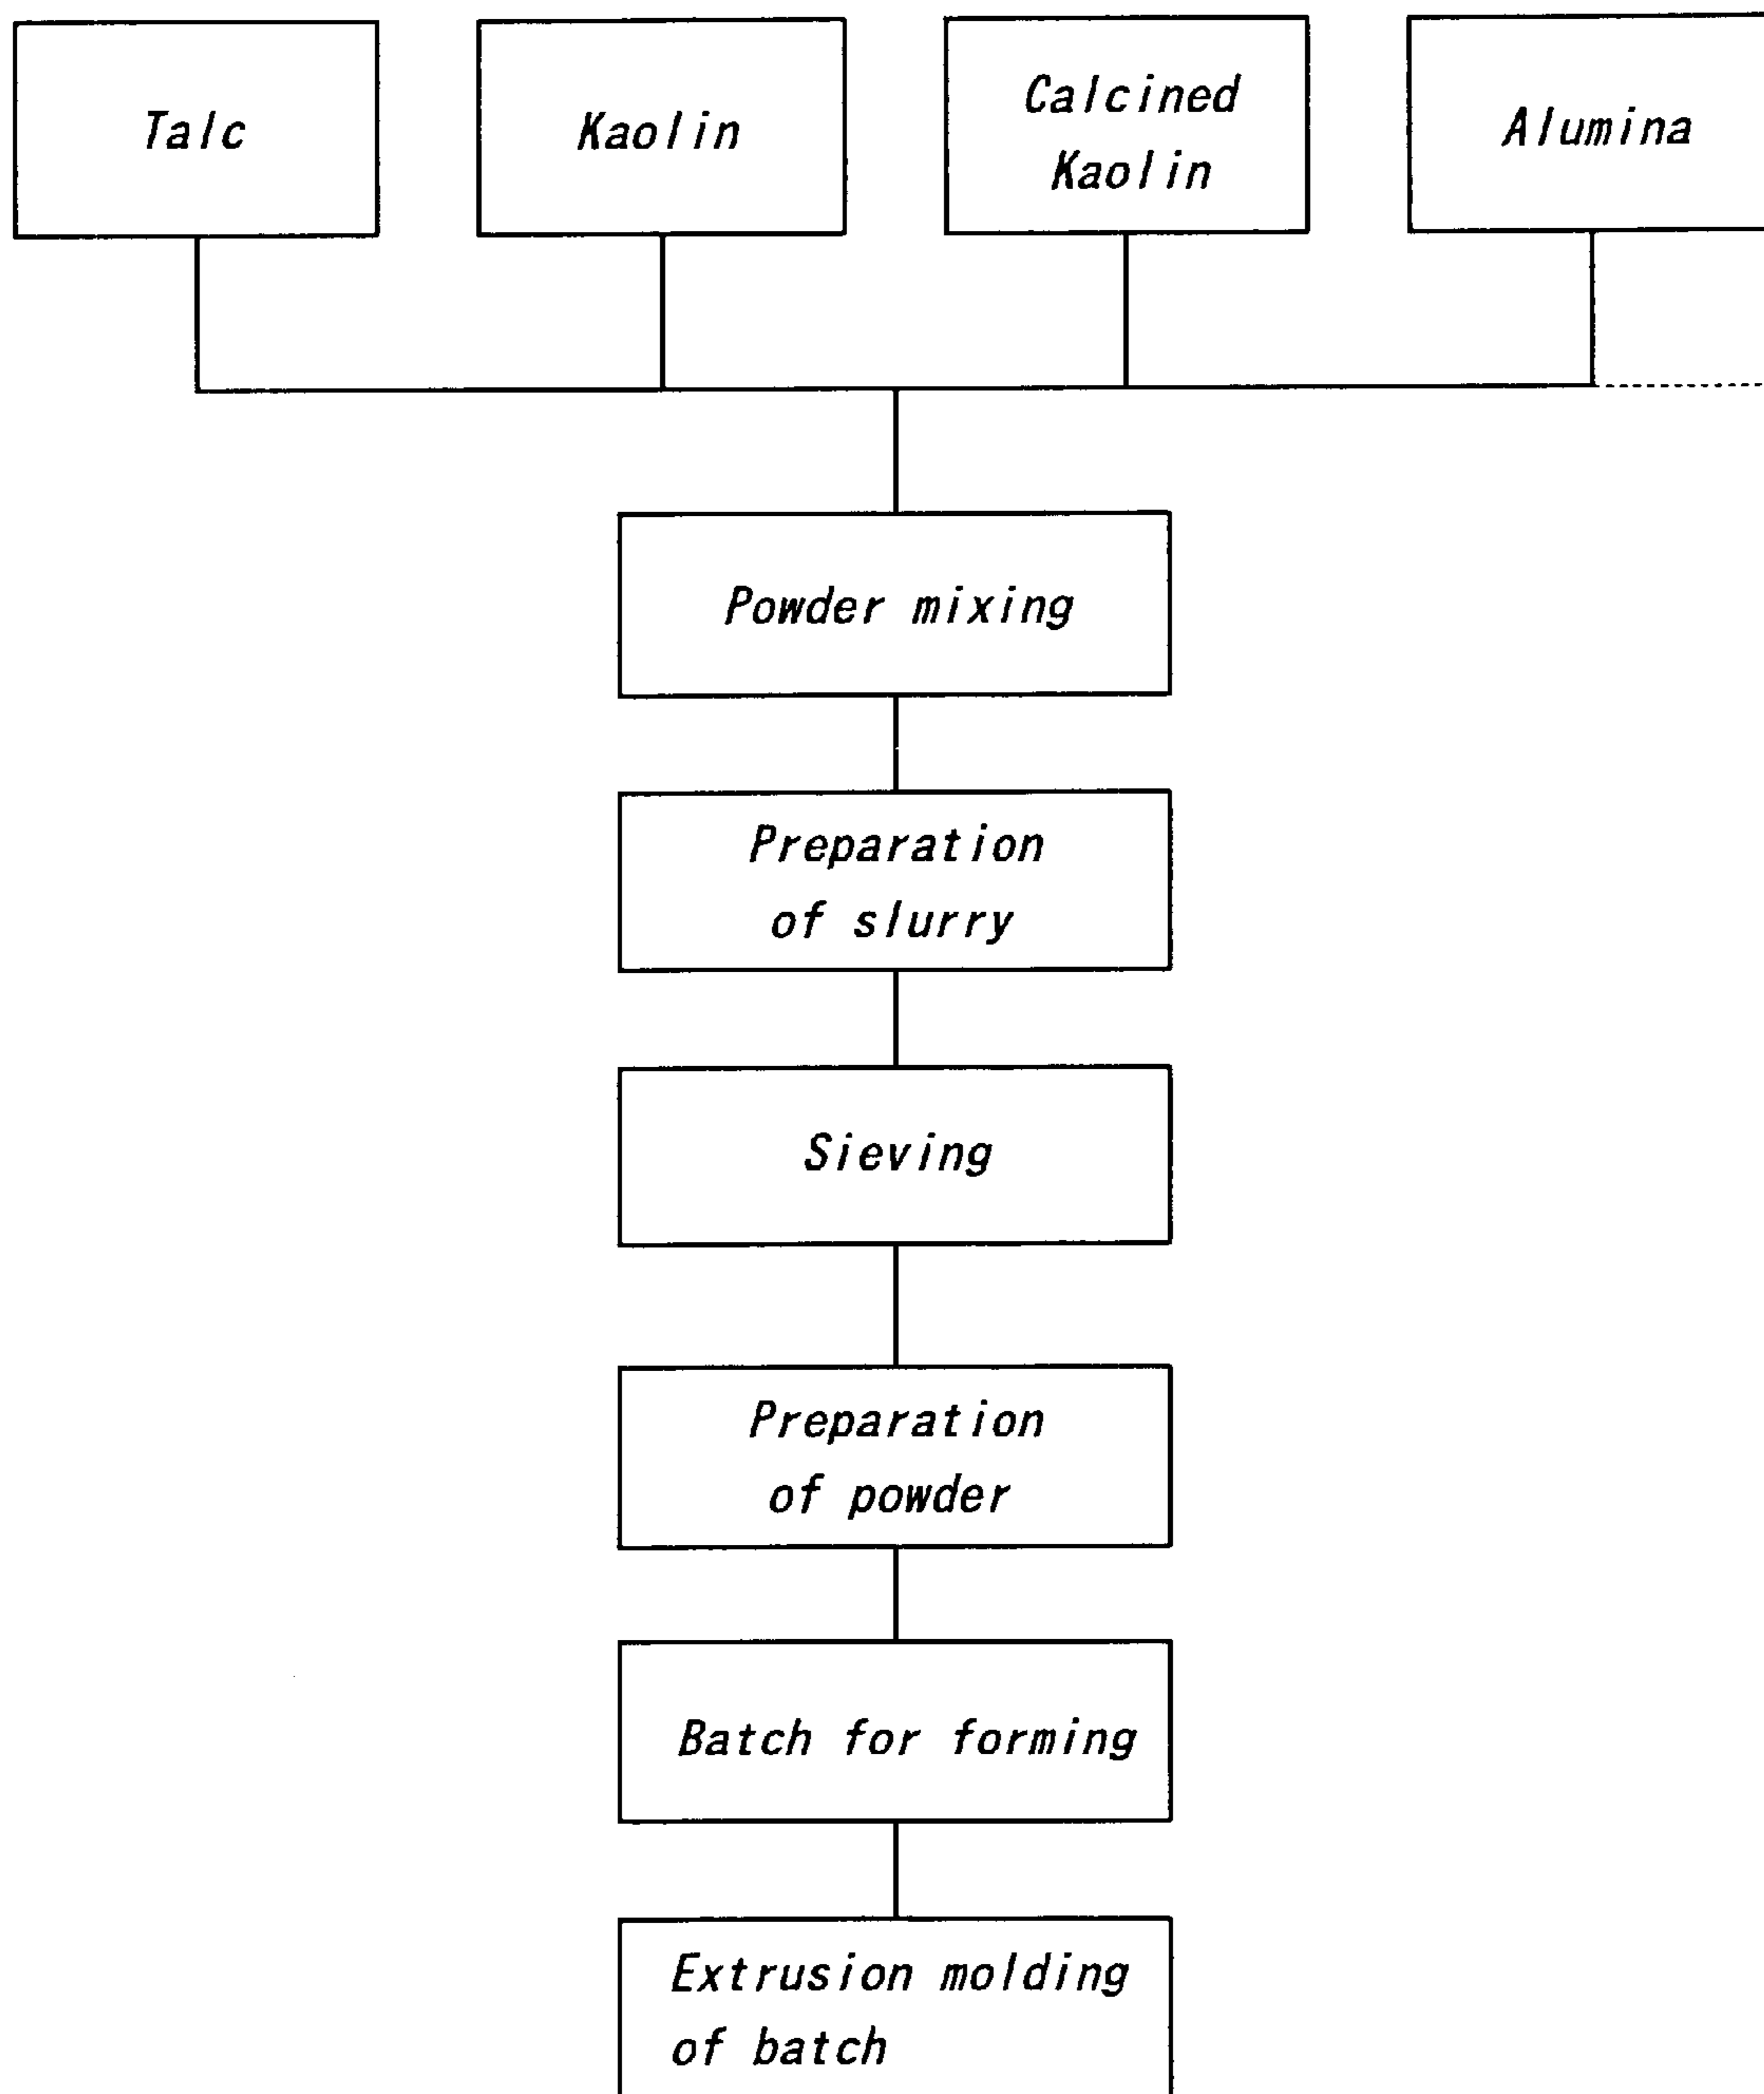 Talc
Kaolin
Calcined
Kaolin
Alumina
Powder mixing
Preparation
of slurry
Sieving
Preparation
of powder
Batch for forming
Extrusion molding
of batch